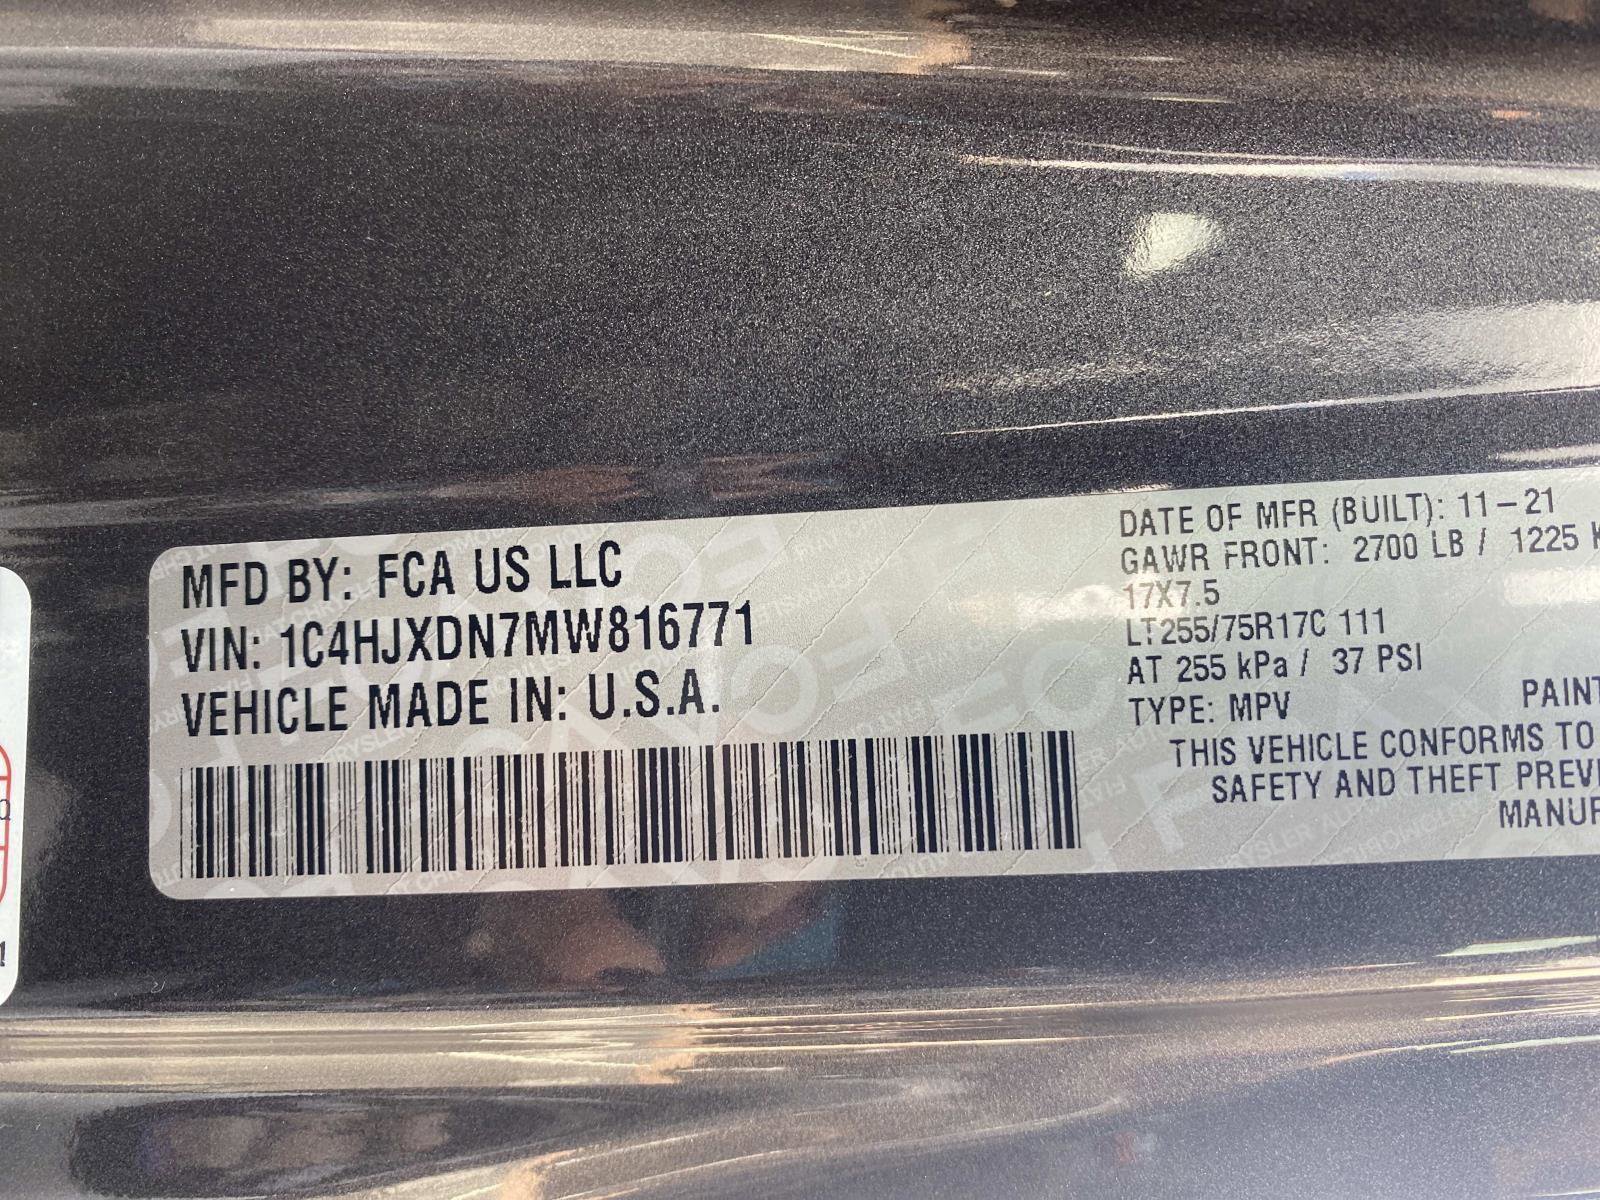 MFD BY: FCA US LLC
VIN: 1C4HJXDN7MW816771
VEHICLE MADE IN: U.S.A.
DATE OF MFR (BUILT): 11-21
GAWR FRONT: 2700 LB / 1225 K
17X7.5
LT255/75R17C 111
AT 255 kPa / 37 PSI
TYPE: MPV
PAINT
THIS VEHICLE CONFORMS TO
SAFETY AND THEFT PREV
MANUF